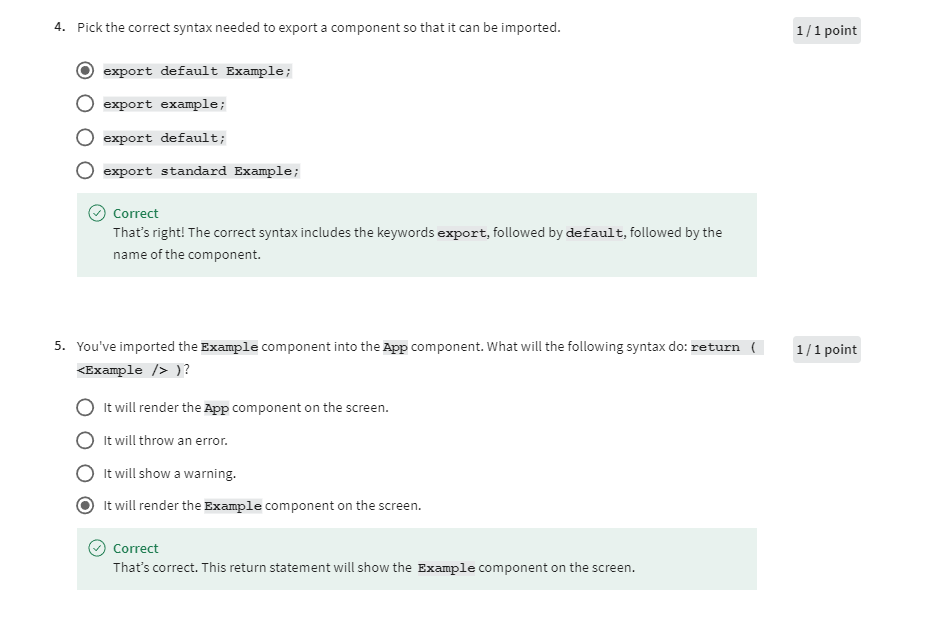 4. Pick the correct syntax needed to export a component so that it can be imported.
1 / 1 point
export default Example;
export example;
export default;
export standard Example;
Correct
That's right! The correct syntax includes the keywords export, followed by default, followed by the
name of the component.
5. You've imported the Example component into the App component. What will the following syntax do: return (
1 / 1 point
<Example /> )?
It will render the App component on the screen.
It will throw an error.
It will show a warning.
It will render the Example component on the screen.
Correct
That's correct. This return statement will show the Example component on the screen.